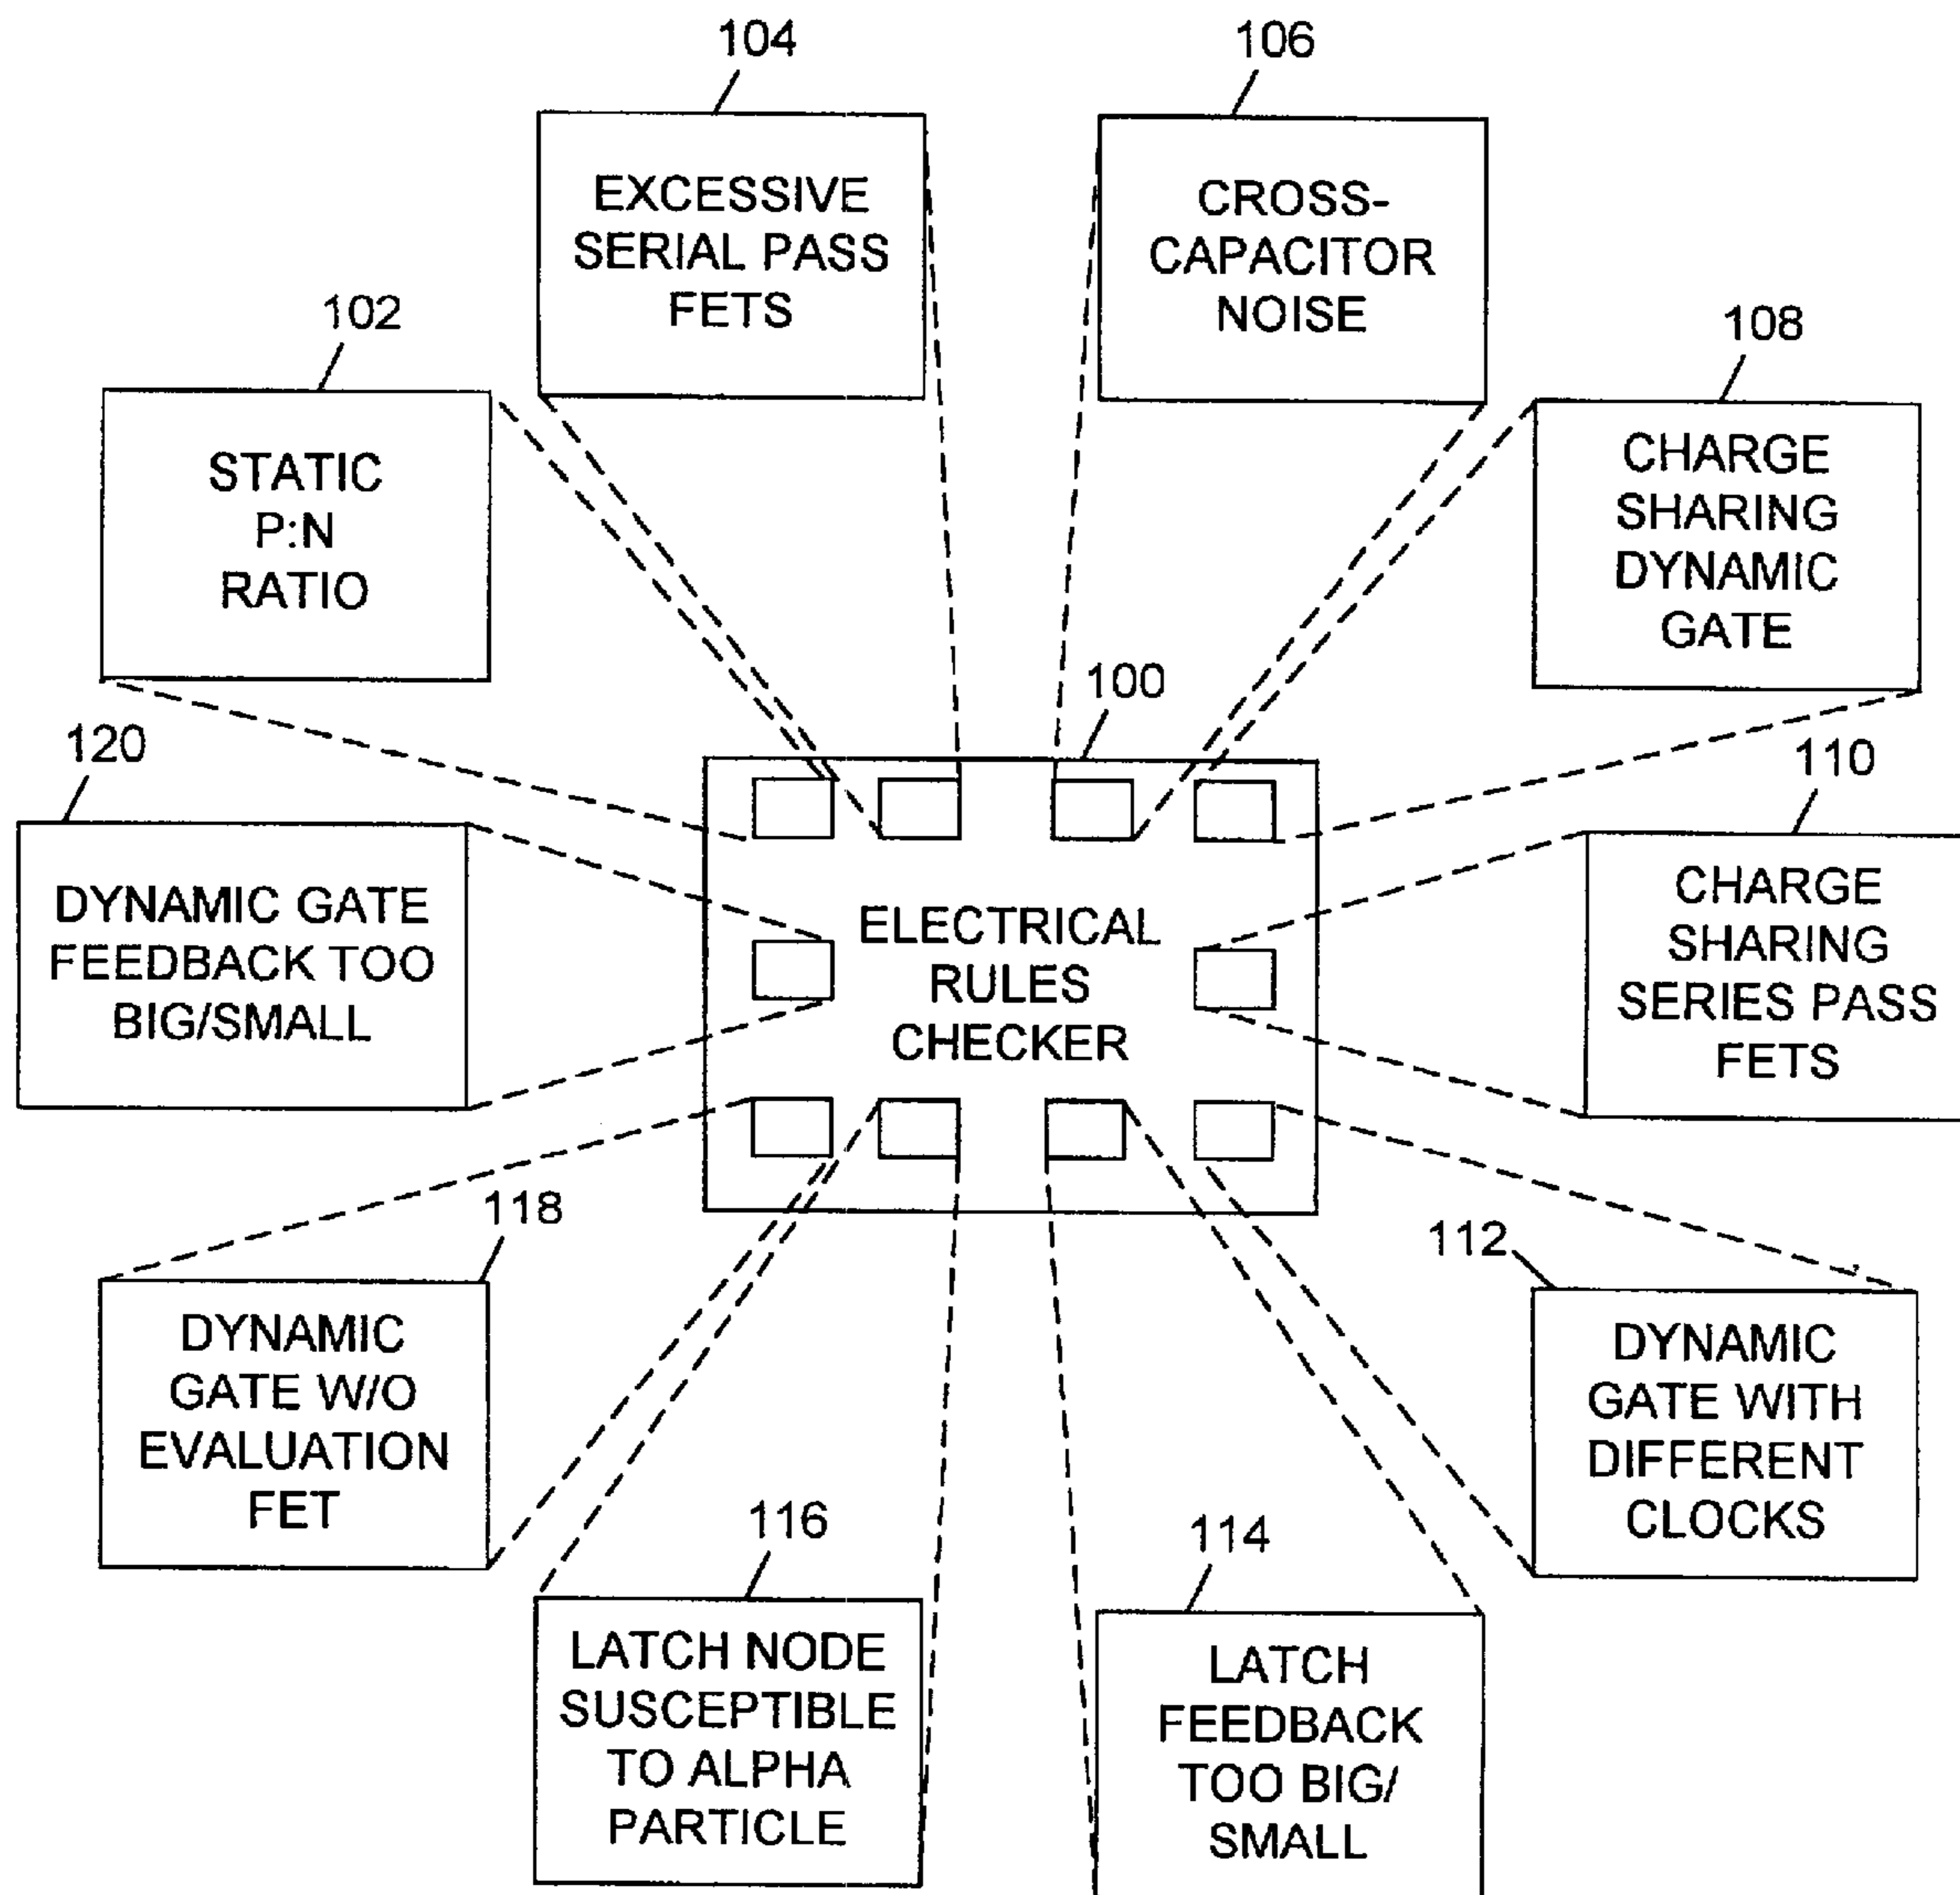 104
106
EXCESSIVE
SERIAL PASS
FETS
CROSS-
CAPACITOR
NOISE
102
108
STATIC
P:N
RATIO
CHARGE
SHARING
DYNAMIC
GATE
100
120
110
DYNAMIC GATE
FEEDBACK TOO
BIG/SMALL
ELECTRICAL
RULES
CHECKER
CHARGE
SHARING
SERIES PASS
FETS
118
112
DYNAMIC
GATE W/O
EVALUATION
FET
DYNAMIC
GATE WITH
DIFFERENT
CLOCKS
116
114
LATCH NODE
SUSCEPTIBLE
TO ALPHA
PARTICLE
LATCH
FEEDBACK
TOO BIG/
SMALL